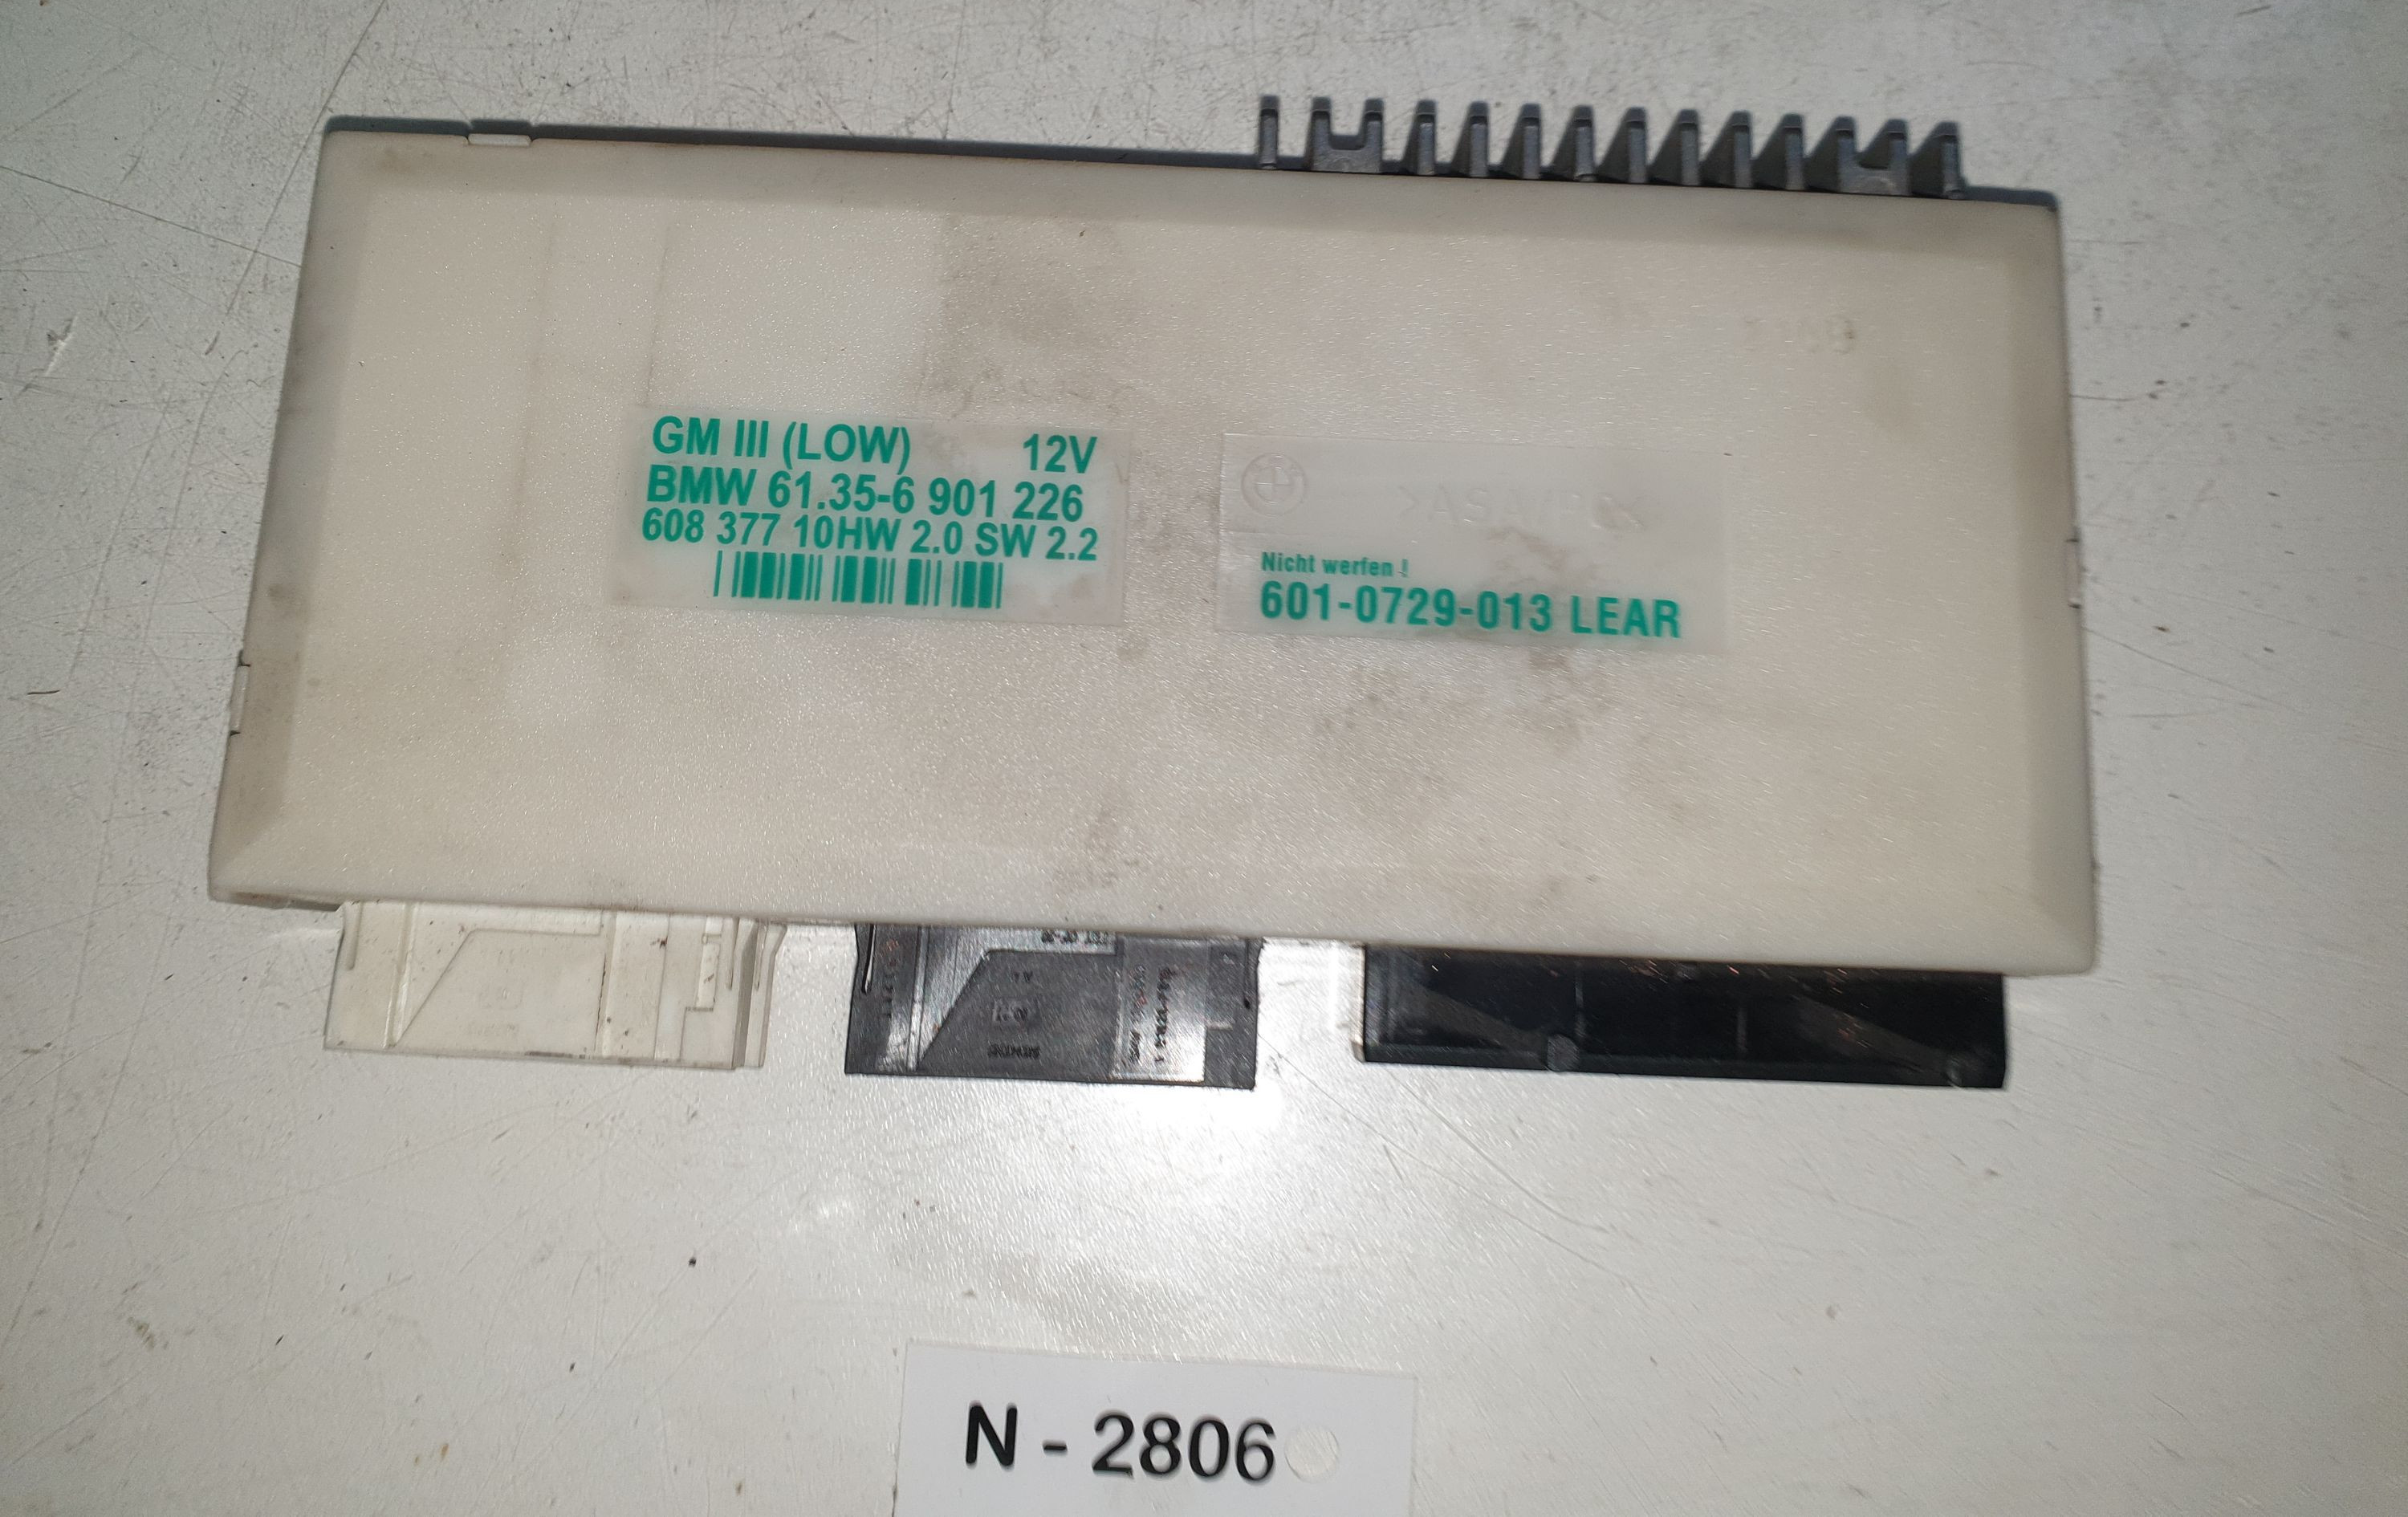 GM III (LOW) 12V
BMW 61.35-6 901 226
608 377 10HW 2.0 SW 2.2
Nicht werfen !
601-0729-013 LEAR
N - 2806